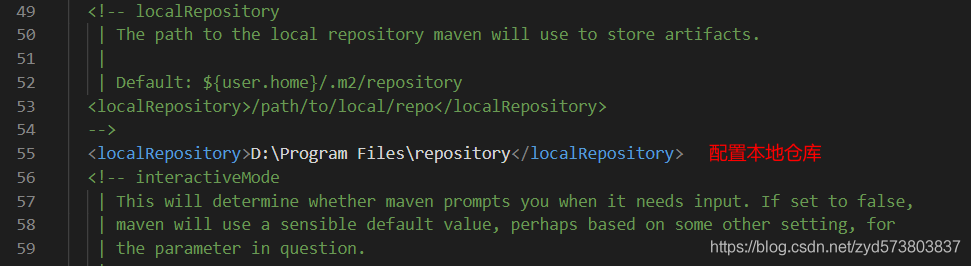 49 <!-- localRepository
50 | The path to the local repository maven will use to store artifacts.
51 |
52 | Default: ${user.home}/.m2/repository
53 <localRepository>/path/to/local/repo</localRepository>
54 -->
55 <localRepository>D:\Program Files\repository</localRepository> 配置本地仓库
56 <!-- interactiveMode
57 | This will determine whether maven prompts you when it needs input. If set to false,
58 | maven will use a sensible default value, perhaps based on some other setting, for
59 | the parameter in question.
https://blog.csdn.net/zyd573803837